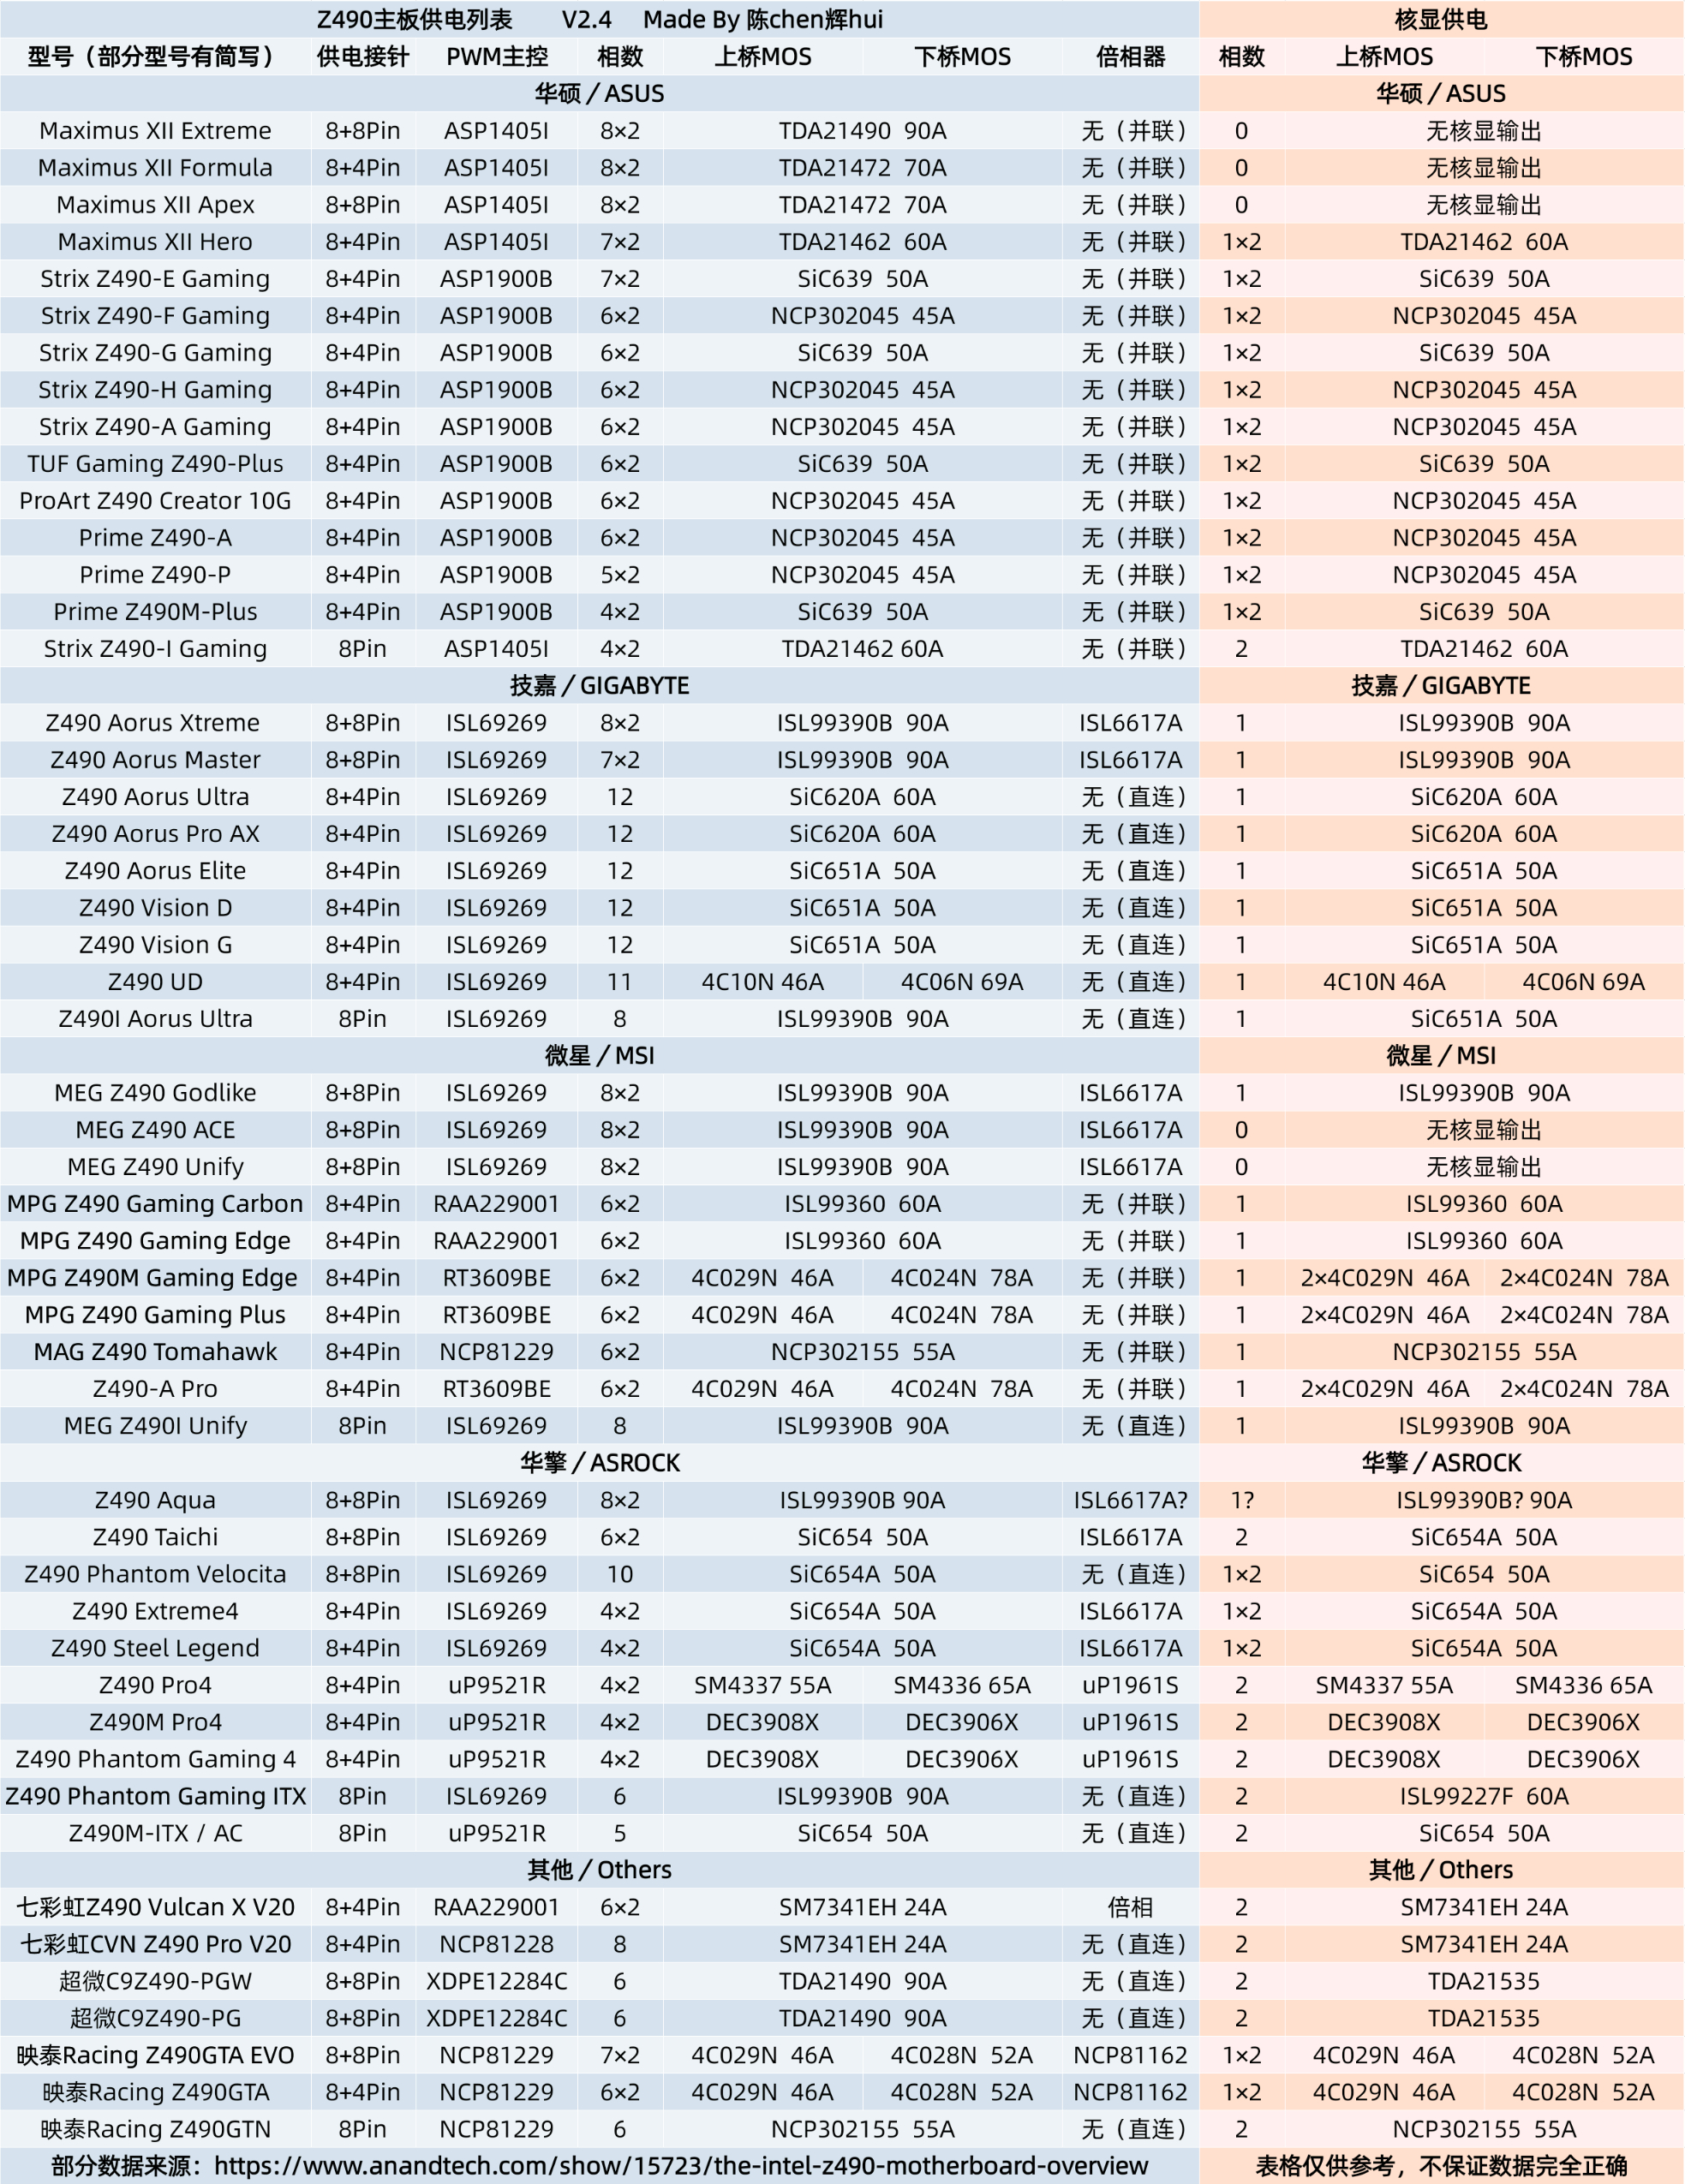 Z490主板供电列表 V2.4 Made By 陈chen辉hui 核显供电
型号（部分型号有简写） 供电接针 PWM主控 相数 上桥MOS 下桥MOS 倍相器 相数 上桥MOS 下桥MOS
华硕／ASUS 华硕／ASUS
Maximus XII Extreme 8+8Pin ASP1405I 8×2 TDA21490 90A 无（并联） 0 无核显输出
Maximus XII Formula 8+4Pin ASP1405I 8×2 TDA21472 70A 无（并联） 0 无核显输出
Maximus XII Apex 8+8Pin ASP1405I 8×2 TDA21472 70A 无（并联） 0 无核显输出
Maximus XII Hero 8+4Pin ASP1405I 7×2 TDA21462 60A 无（并联） 1×2 TDA21462 60A
Strix Z490-E Gaming 8+4Pin ASP1900B 7×2 SiC639 50A 无（并联） 1×2 SiC639 50A
Strix Z490-F Gaming 8+4Pin ASP1900B 6×2 NCP302045 45A 无（并联） 1×2 NCP302045 45A
Strix Z490-G Gaming 8+4Pin ASP1900B 6×2 SiC639 50A 无（并联） 1×2 SiC639 50A
Strix Z490-H Gaming 8+4Pin ASP1900B 6×2 NCP302045 45A 无（并联） 1×2 NCP302045 45A
Strix Z490-A Gaming 8+4Pin ASP1900B 6×2 NCP302045 45A 无（并联） 1×2 NCP302045 45A
TUF Gaming Z490-Plus 8+4Pin ASP1900B 6×2 SiC639 50A 无（并联） 1×2 SiC639 50A
ProArt Z490 Creator 10G 8+4Pin ASP1900B 6×2 NCP302045 45A 无（并联） 1×2 NCP302045 45A
Prime Z490-A 8+4Pin ASP1900B 6×2 NCP302045 45A 无（并联） 1×2 NCP302045 45A
Prime Z490-P 8+4Pin ASP1900B 5×2 NCP302045 45A 无（并联） 1×2 NCP302045 45A
Prime Z490M-Plus 8+4Pin ASP1900B 4×2 SiC639 50A 无（并联） 1×2 SiC639 50A
Strix Z490-I Gaming 8Pin ASP1405I 4×2 TDA21462 60A 无（并联） 2 TDA21462 60A
技嘉／GIGABYTE 技嘉／GIGABYTE
Z490 Aorus Xtreme 8+8Pin ISL69269 8×2 ISL99390B 90A ISL6617A 1 ISL99390B 90A
Z490 Aorus Master 8+8Pin ISL69269 7×2 ISL99390B 90A ISL6617A 1 ISL99390B 90A
Z490 Aorus Ultra 8+4Pin ISL69269 12 SiC620A 60A 无（直连） 1 SiC620A 60A
Z490 Aorus Pro AX 8+4Pin ISL69269 12 SiC620A 60A 无（直连） 1 SiC620A 60A
Z490 Aorus Elite 8+4Pin ISL69269 12 SiC651A 50A 无（直连） 1 SiC651A 50A
Z490 Vision D 8+4Pin ISL69269 12 SiC651A 50A 无（直连） 1 SiC651A 50A
Z490 Vision G 8+4Pin ISL69269 12 SiC651A 50A 无（直连） 1 SiC651A 50A
Z490 UD 8+4Pin ISL69269 11 4C10N 46A 4C06N 69A 无（直连） 1 4C10N 46A 4C06N 69A
Z490I Aorus Ultra 8Pin ISL69269 8 ISL99390B 90A 无（直连） 1 SiC651A 50A
微星／MSI 微星／MSI
MEG Z490 Godlike 8+8Pin ISL69269 8×2 ISL99390B 90A ISL6617A 1 ISL99390B 90A
MEG Z490 ACE 8+8Pin ISL69269 8×2 ISL99390B 90A ISL6617A 0 无核显输出
MEG Z490 Unify 8+8Pin ISL69269 8×2 ISL99390B 90A ISL6617A 0 无核显输出
MPG Z490 Gaming Carbon 8+4Pin RAA229001 6×2 ISL99360 60A 无（并联） 1 ISL99360 60A
MPG Z490 Gaming Edge 8+4Pin RAA229001 6×2 ISL99360 60A 无（并联） 1 ISL99360 60A
MPG Z490M Gaming Edge 8+4Pin RT3609BE 6×2 4C029N 46A 4C024N 78A 无（并联） 1 2×4C029N 46A 2×4C024N 78A
MPG Z490 Gaming Plus 8+4Pin RT3609BE 6×2 4C029N 46A 4C024N 78A 无（并联） 1 2×4C029N 46A 2×4C024N 78A
MAG Z490 Tomahawk 8+4Pin NCP81229 6×2 NCP302155 55A 无（并联） 1 NCP302155 55A
Z490-A Pro 8+4Pin RT3609BE 6×2 4C029N 46A 4C024N 78A 无（并联） 1 2×4C029N 46A 2×4C024N 78A
MEG Z490I Unify 8Pin ISL69269 8 ISL99390B 90A 无（直连） 1 ISL99390B 90A
华擎／ASROCK 华擎／ASROCK
Z490 Aqua 8+8Pin ISL69269 8×2 ISL99390B 90A ISL6617A? 1? ISL99390B? 90A
Z490 Taichi 8+8Pin ISL69269 6×2 SiC654 50A ISL6617A 2 SiC654A 50A
Z490 Phantom Velocita 8+8Pin ISL69269 10 SiC654A 50A 无（直连） 1×2 SiC654 50A
Z490 Extreme4 8+4Pin ISL69269 4×2 SiC654A 50A ISL6617A 1×2 SiC654A 50A
Z490 Steel Legend 8+4Pin ISL69269 4×2 SiC654A 50A ISL6617A 1×2 SiC654A 50A
Z490 Pro4 8+4Pin uP9521R 4×2 SM4337 55A SM4336 65A uP1961S 2 SM4337 55A SM4336 65A
Z490M Pro4 8+4Pin uP9521R 4×2 DEC3908X DEC3906X uP1961S 2 DEC3908X DEC3906X
Z490 Phantom Gaming 4 8+4Pin uP9521R 4×2 DEC3908X DEC3906X uP1961S 2 DEC3908X DEC3906X
Z490 Phantom Gaming ITX 8Pin ISL69269 6 ISL99390B 90A 无（直连） 2 ISL99227F 60A
Z490M-ITX / AC 8Pin uP9521R 5 SiC654 50A 无（直连） 2 SiC654 50A
其他／Others 其他／Others
七彩虹Z490 Vulcan X V20 8+4Pin RAA229001 6×2 SM7341EH 24A 倍相 2 SM7341EH 24A
七彩虹CVN Z490 Pro V20 8+4Pin NCP81228 8 SM7341EH 24A 无（直连） 2 SM7341EH 24A
超微C9Z490-PGW 8+8Pin XDPE12284C 6 TDA21490 90A 无（直连） 2 TDA21535
超微C9Z490-PG 8+8Pin XDPE12284C 6 TDA21490 90A 无（直连） 2 TDA21535
映泰Racing Z490GTA EVO 8+8Pin NCP81229 7×2 4C029N 46A 4C028N 52A NCP81162 1×2 4C029N 46A 4C028N 52A
映泰Racing Z490GTA 8+4Pin NCP81229 6×2 4C029N 46A 4C028N 52A NCP81162 1×2 4C029N 46A 4C028N 52A
映泰Racing Z490GTN 8Pin NCP81229 6 NCP302155 55A 无（直连） 2 NCP302155 55A
部分数据来源：https://www.anandtech.com/show/15723/the-intel-z490-motherboard-overview 表格仅供参考，不保证数据完全正确